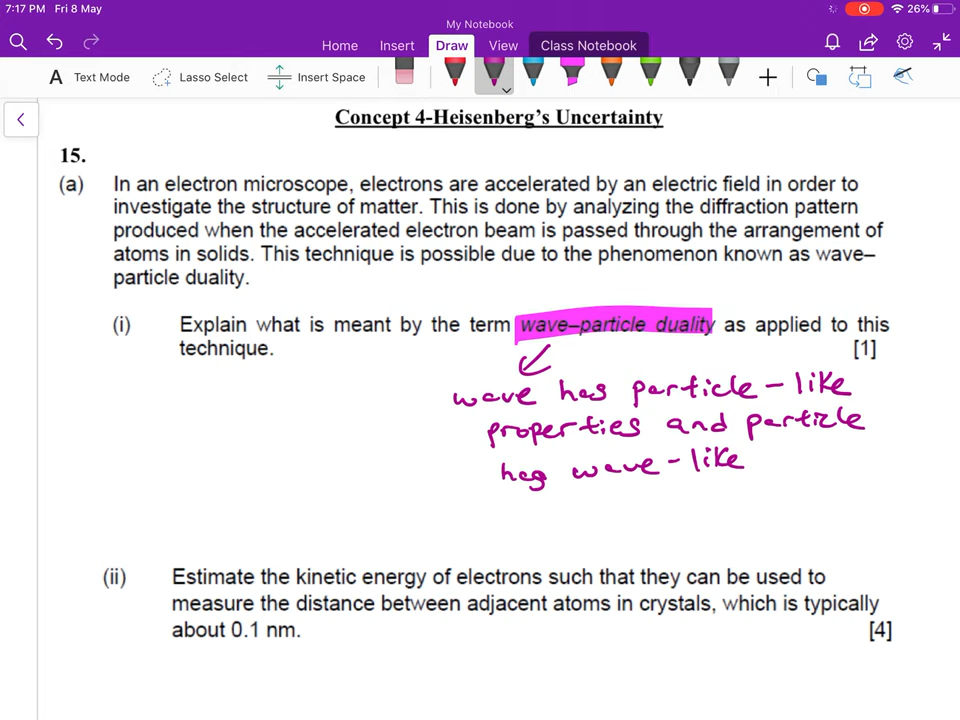 7:17 PM Fri 8 May
26%
My Notebook
Home Insert Draw View Class Notebook
A Text Mode Lasso Select Insert Space
Concept 4-Heisenberg's Uncertainty
15.
(a) In an electron microscope, electrons are accelerated by an electric field in order to
investigate the structure of matter. This is done by analyzing the diffraction pattern
produced when the accelerated electron beam is passed through the arrangement of
atoms in solids. This technique is possible due to the phenomenon known as wave–
particle duality.
(i) Explain what is meant by the term wave–particle duality as applied to this
technique. [1]
wave has particle-like
properties and particle
has wave-like
(ii) Estimate the kinetic energy of electrons such that they can be used to
measure the distance between adjacent atoms in crystals, which is typically
about 0.1 nm. [4]